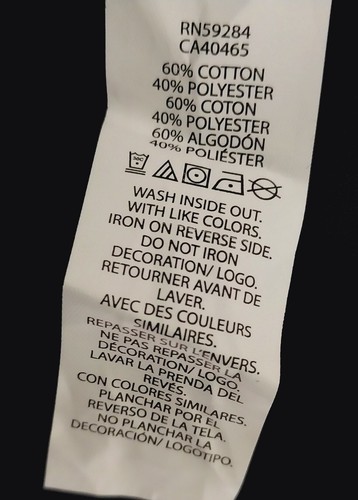 RN59284
CA40465
60% COTTON
40% POLYESTER
60% COTON
40% POLYESTER
60% ALGODÓN
40% POLIÉSTER
WASH INSIDE OUT.
WITH LIKE COLORS.
IRON ON REVERSE SIDE.
DO NOT IRON
DECORATION/ LOGO.
RETOURNER AVANT DE
LAVER.
AVEC DES COULEURS
SIMILAIRES.
REPASSER SUR L'ENVERS.
NE PAS REPASSER LA
DÉCORATION/ LOGO.
LAVAR LA PRENDA DEL
REVÉS.
CON COLORES SIMILARES.
PLANCHAR POR EL
REVERSO DE LA TELA.
NO PLANCHAR LA
DECORACIÓN/ LOGOTIPO.